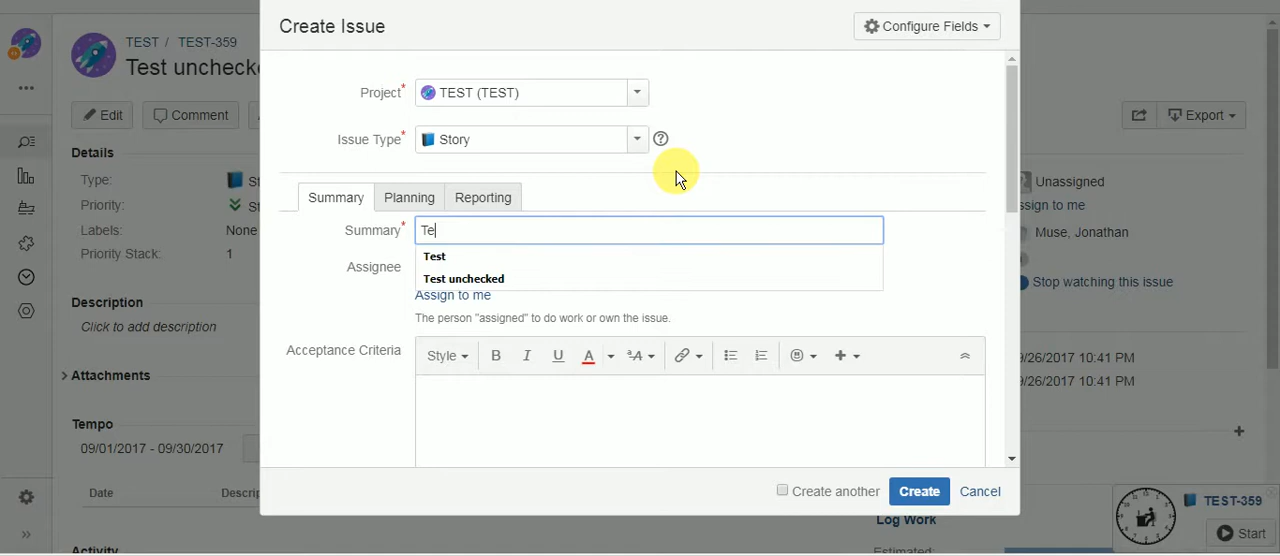 TEST / TEST-359
Test unchecke
Edit
Comment
Export
Details
Type:
Priority:
Labels:
None
Priority Stack:
1
Description
Click to add description
Attachments
Tempo
09/01/2017 - 09/30/2017
Date
Descrip
Activity
Create Issue
Configure Fields
Project*
TEST (TEST)
Issue Type*
Story
Summary
Planning
Reporting
Summary*
Te
Test
Test unchecked
Assignee
Assign to me
The person "assigned" to do work or own the issue.
Acceptance Criteria
Style
B I U A
Create another
Create
Cancel
Unassigned
sign to me
Muse, Jonathan
Stop watching this issue
/26/2017 10:41 PM
/26/2017 10:41 PM
Log Work
Estimated:
TEST-359
Start